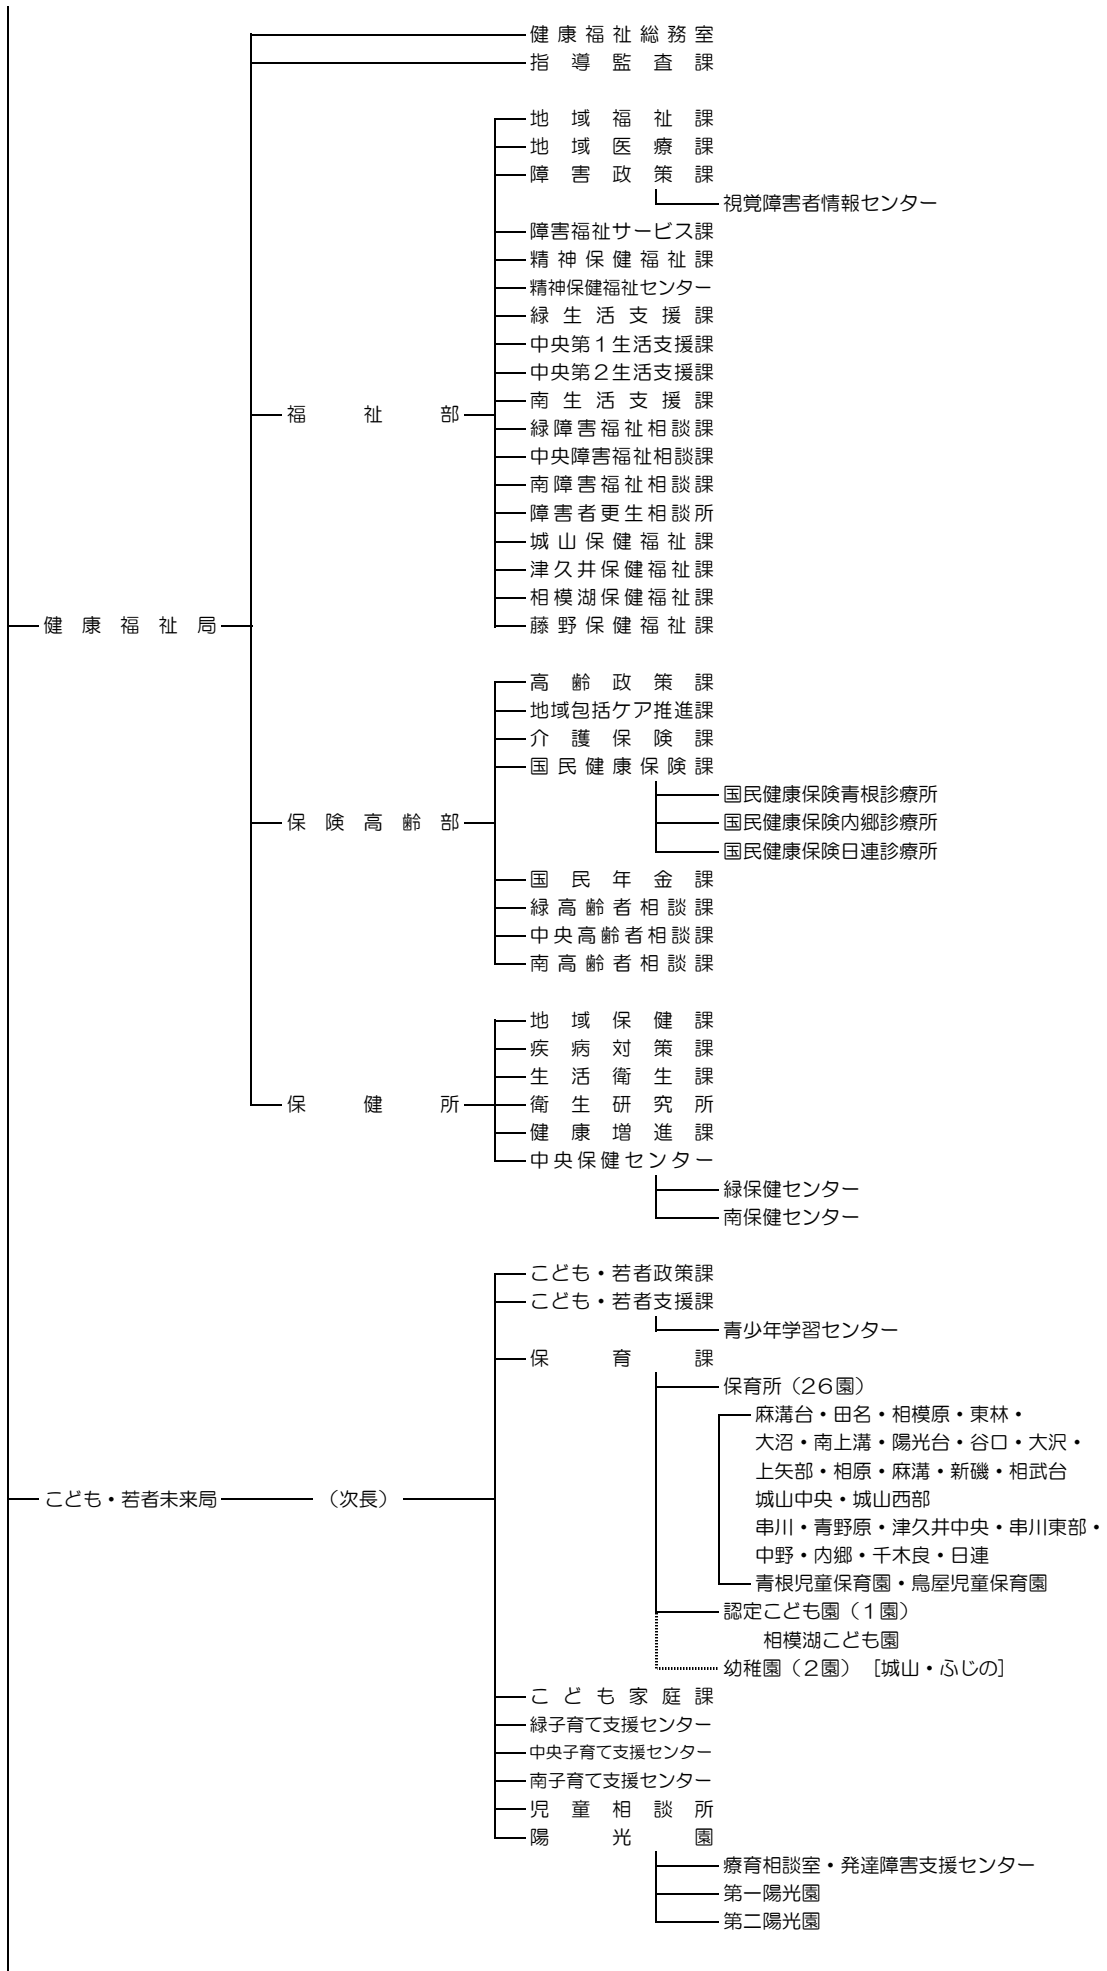 健康福祉総務室
指導監査課
地域福祉課
地域医療課
障害政策課
視覚障害者情報センター
障害福祉サービス課
精神保健福祉課
精神保健福祉センター
緑生活支援課
中央第1生活支援課
中央第2生活支援課
南生活支援課
福祉部
緑障害福祉相談課
中央障害福祉相談課
南障害福祉相談課
障害者更生相談所
城山保健福祉課
津久井保健福祉課
相模湖保健福祉課
健康福祉局
藤野保健福祉課
高齢政策課
地域包括ケア推進課
介護保険課
国民健康保険課
国民健康保険青根診療所
保険高齢部
国民健康保険内郷診療所
国民健康保険日連診療所
国民年金課
緑高齢者相談課
中央高齢者相談課
南高齢者相談課
地域保健課
疾病対策課
生活衛生課
保健所
衛生研究所
健康増進課
中央保健センター
緑保健センター
南保健センター
こども・若者政策課
こども・若者支援課
青少年学習センター
保育課
保育所（26園）
麻溝台・田名・相模原・東林・
大沼・南上溝・陽光台・谷口・大沢・
上矢部・相原・麻溝・新磯・相武台
こども・若者未来局
（次長）
城山中央・城山西部
串川・青野原・津久井中央・串川東部・
中野・内郷・千木良・日連
青根児童保育園・鳥屋児童保育園
認定こども園（1園）
相模湖こども園
幼稚園（2園）［城山・ふじの］
こども家庭課
緑子育て支援センター
中央子育て支援センター
南子育て支援センター
児童相談所
陽光園
療育相談室・発達障害支援センター
第一陽光園
第二陽光園